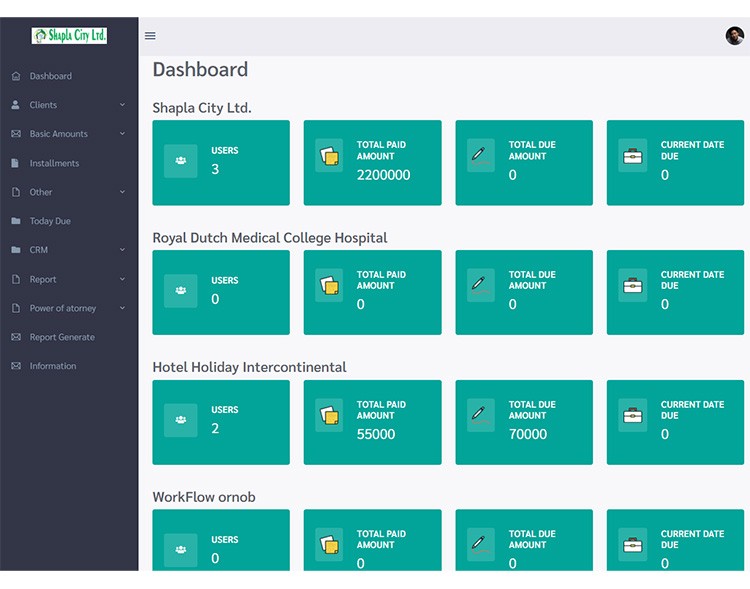 Shapla City Ltd.
Dashboard
Clients
Basic Amounts
Installments
Other
Today Due
CRM
Report
Power of atorney
Report Generate
Information
Dashboard
Shapla City Ltd.
USERS
3
TOTAL PAID
AMOUNT
2200000
TOTAL DUE
AMOUNT
0
CURRENT DATE
DUE
0
Royal Dutch Medical College Hospital
USERS
0
TOTAL PAID
AMOUNT
0
TOTAL DUE
AMOUNT
0
CURRENT DATE
DUE
0
Hotel Holiday Intercontinental
USERS
2
TOTAL PAID
AMOUNT
55000
TOTAL DUE
AMOUNT
70000
CURRENT DATE
DUE
0
WorkFlow ornob
USERS
0
TOTAL PAID
AMOUNT
0
TOTAL DUE
AMOUNT
0
CURRENT DATE
DUE
0